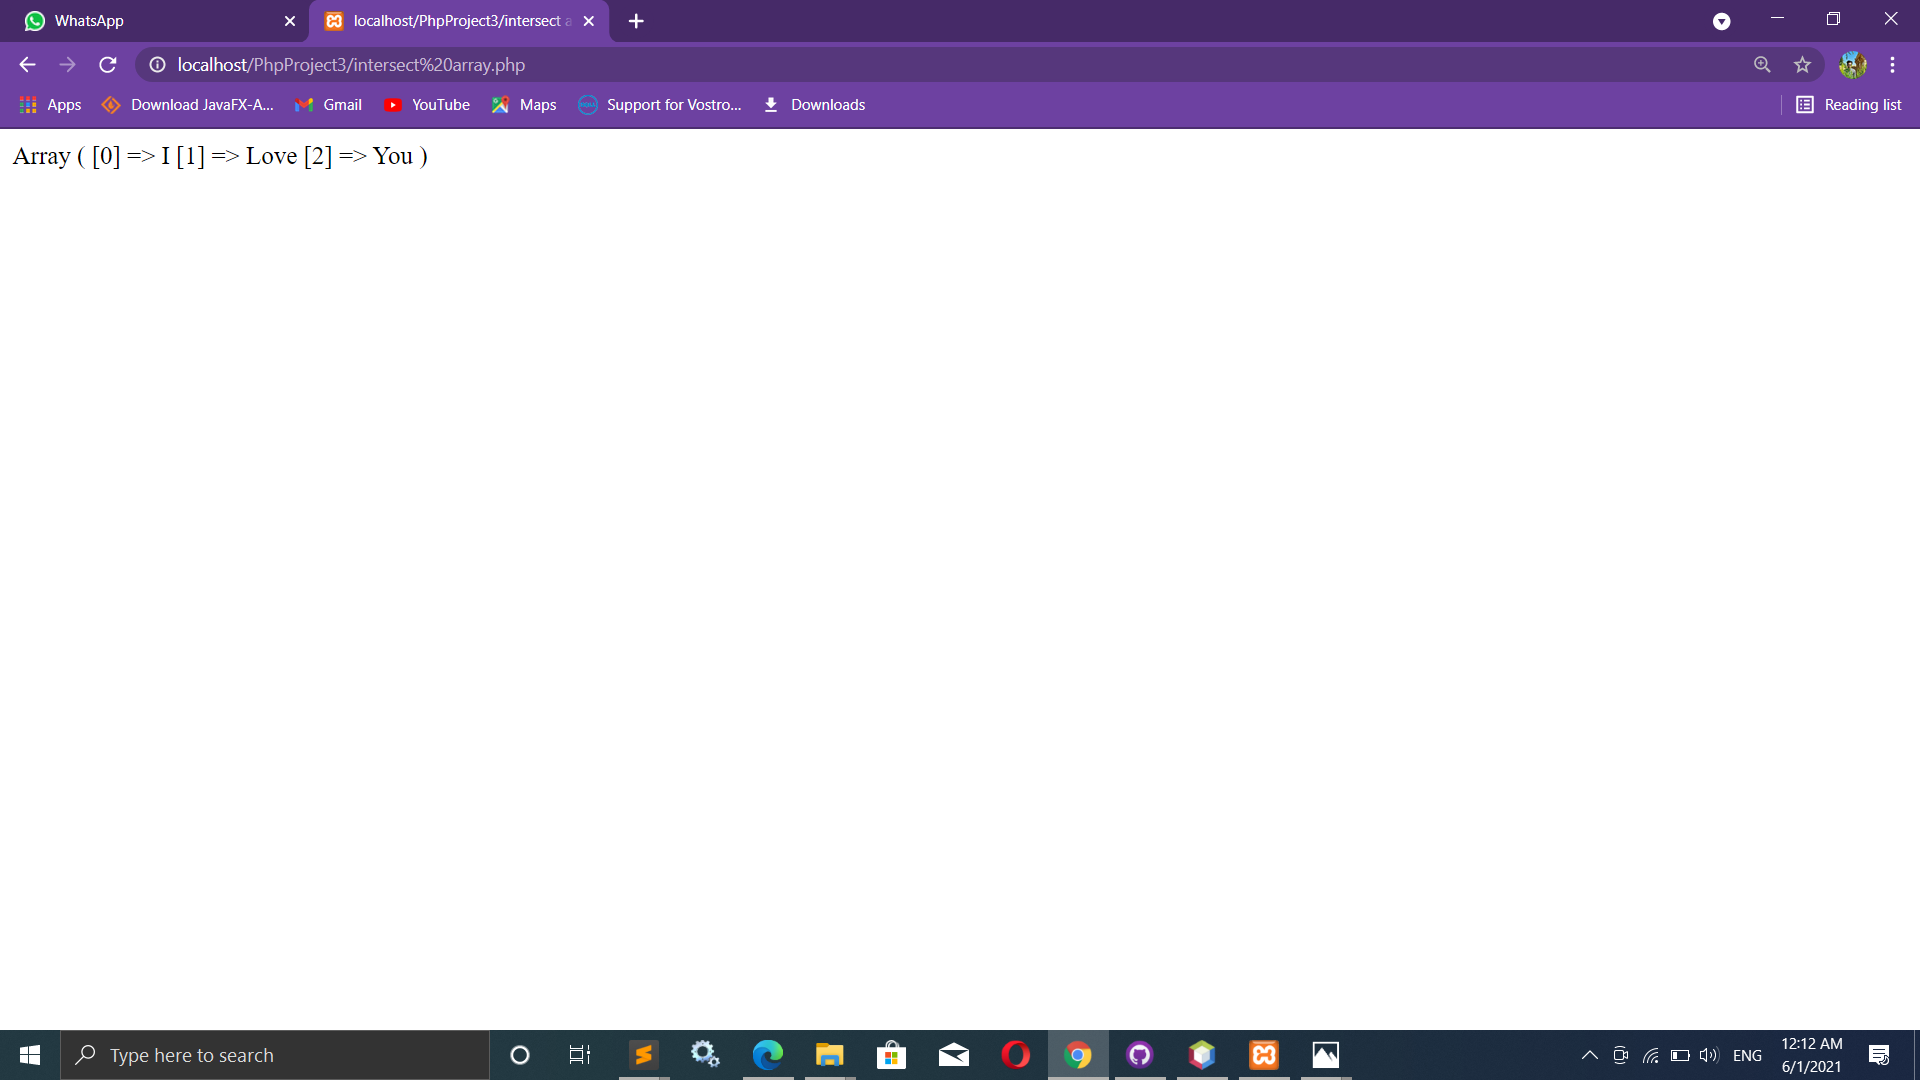 WhatsApp
localhost/PhpProject3/intersect a
localhost/PhpProject3/intersect%20array.php
Apps
Download JavaFX-A...
Gmail
YouTube
Maps
Support for Vostro...
Downloads
Reading list
Array ( [0] => I [1] => Love [2] => You )
Type here to search
ENG
12:12 AM
6/1/2021